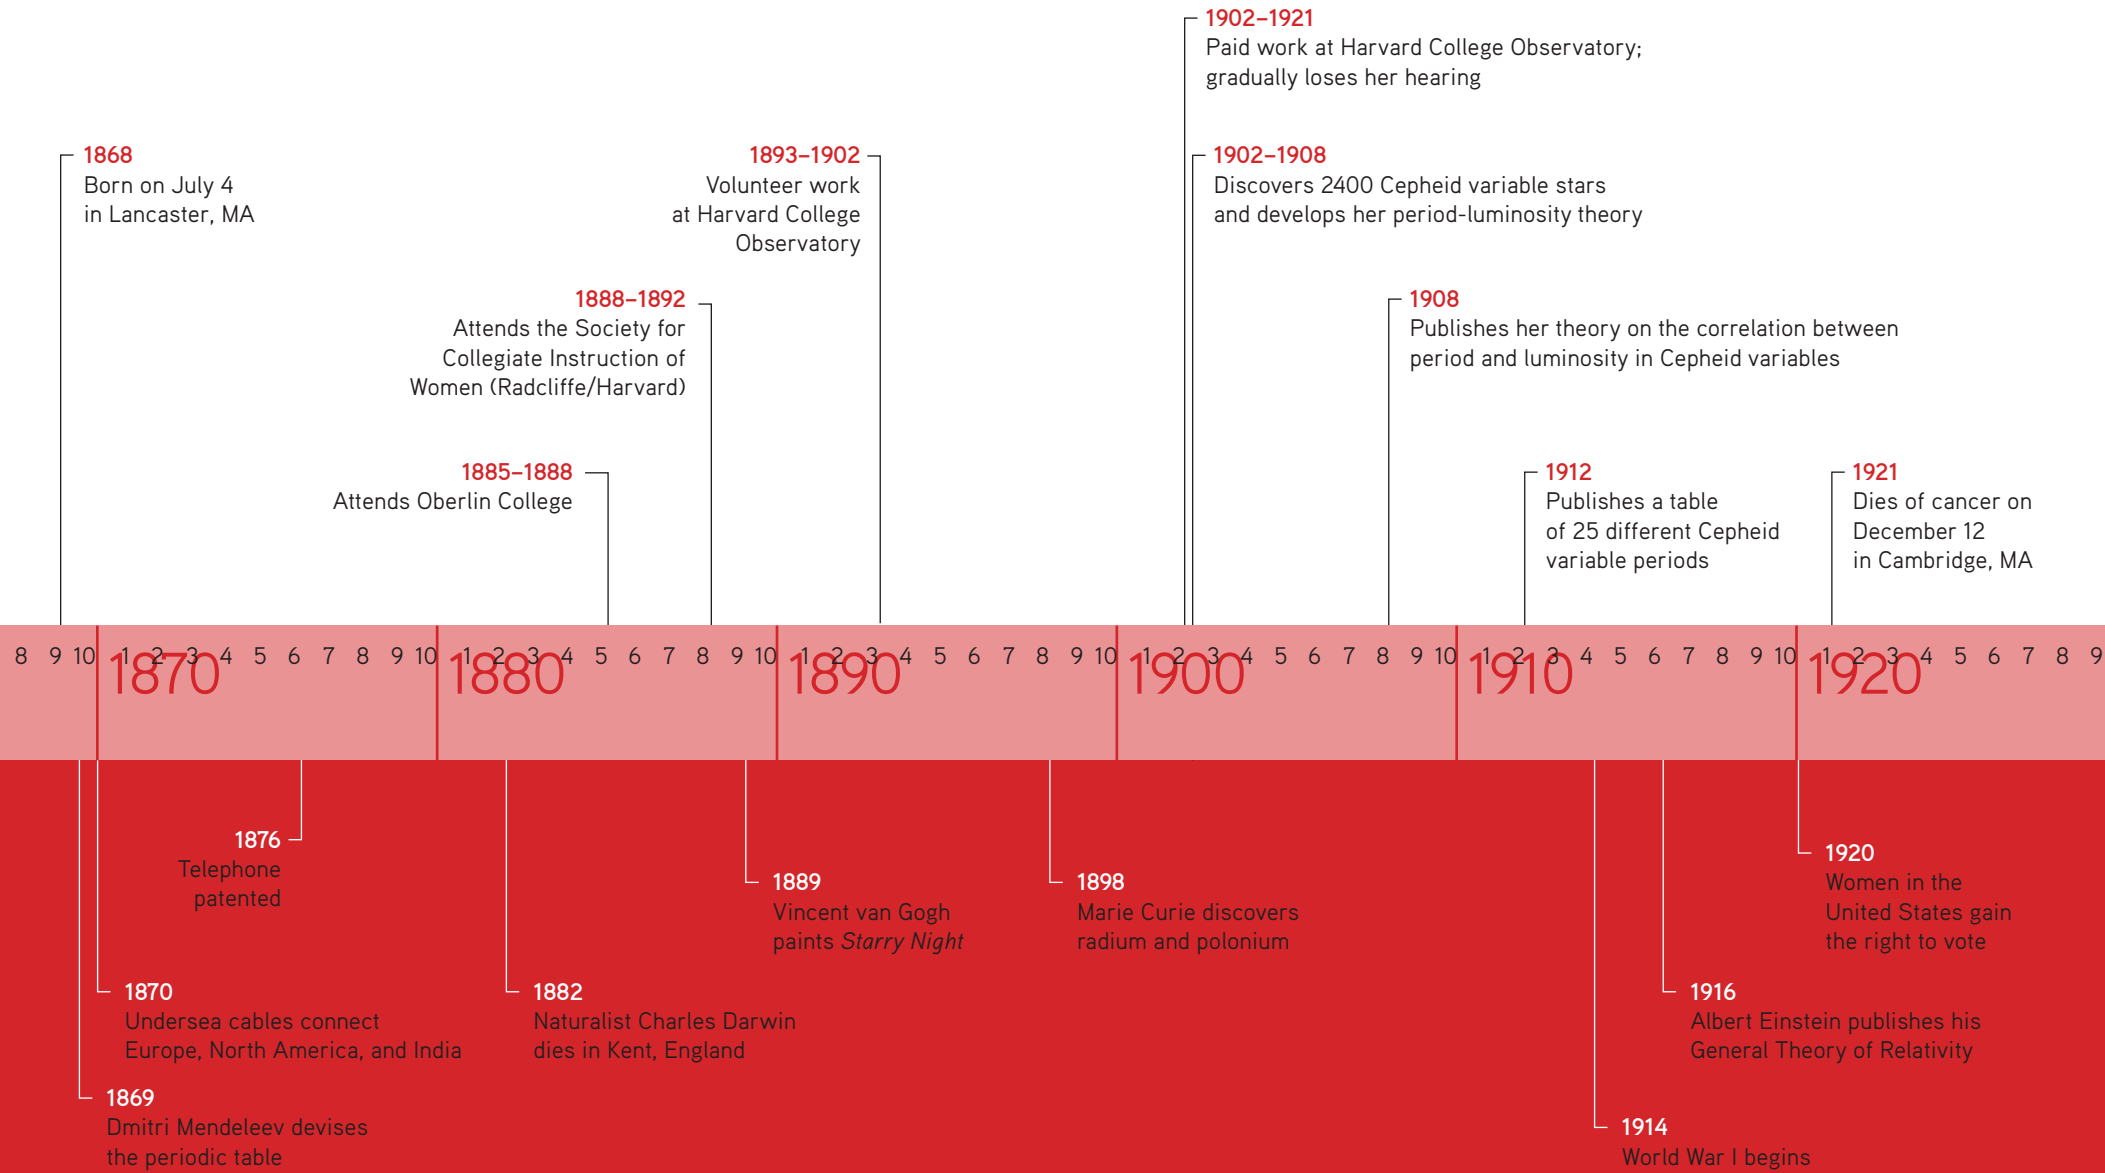 1902–1921
Paid work at Harvard College Observatory;
gradually loses her hearing
1868
Born on July 4
in Lancaster, MA
1893–1902
Volunteer work
at Harvard College
Observatory
1902–1908
Discovers 2400 Cepheid variable stars
and develops her period-luminosity theory
1888–1892
Attends the Society for
Collegiate Instruction of
Women (Radcliffe/Harvard)
1908
Publishes her theory on the correlation between
period and luminosity in Cepheid variables
1885–1888
Attends Oberlin College
1912
Publishes a table
of 25 different Cepheid
variable periods
1921
Dies of cancer on
December 12
in Cambridge, MA
8 9 10 1 2 3 4 5 6 7 8 9 10 1 2 3 4 5 6 7 8 9 10 1 2 3 4 5 6 7 8 9 10 1 2 3 4 5 6 7 8 9 10 1 2 3 4 5 6 7 8 9 10 1 2 3 4 5 6 7 8 9
1870 1880 1890 1900 1910 1920
1876
Telephone
patented
1889
Vincent van Gogh
paints Starry Night
1898
Marie Curie discovers
radium and polonium
1920
Women in the
United States gain
the right to vote
1870
Undersea cables connect
Europe, North America, and India
1882
Naturalist Charles Darwin
dies in Kent, England
1916
Albert Einstein publishes his
General Theory of Relativity
1869
Dmitri Mendeleev devises
the periodic table
1914
World War I begins